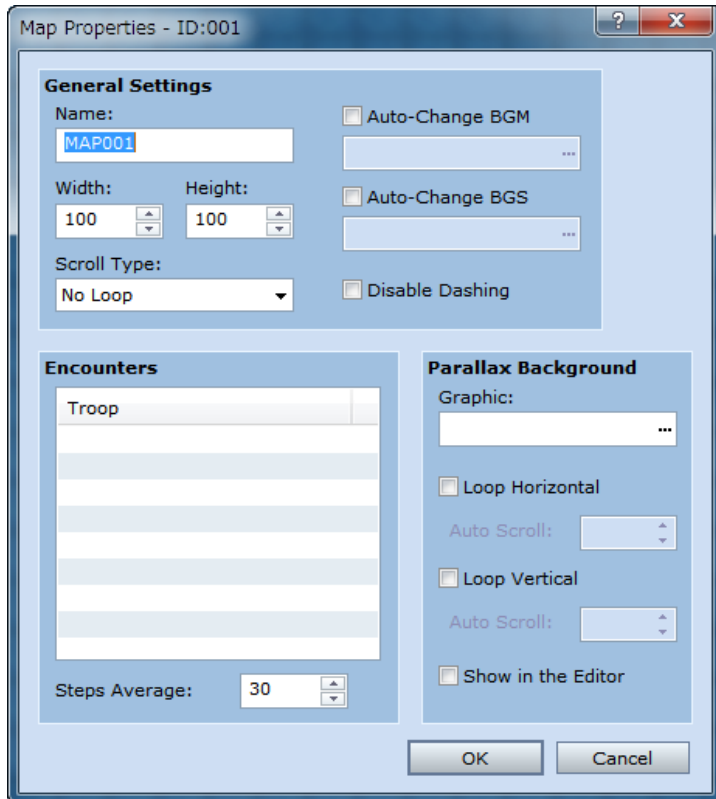 Map Properties - ID:001
General Settings
Name:
MAP001
Auto-Change BGM
...
Width:
Height:
100
100
Auto-Change BGS
...
Scroll Type:
No Loop
Disable Dashing
Encounters
Troop
Steps Average:
30
Parallax Background
Graphic:
...
Loop Horizontal
Auto Scroll:
Loop Vertical
Auto Scroll:
Show in the Editor
OK
Cancel